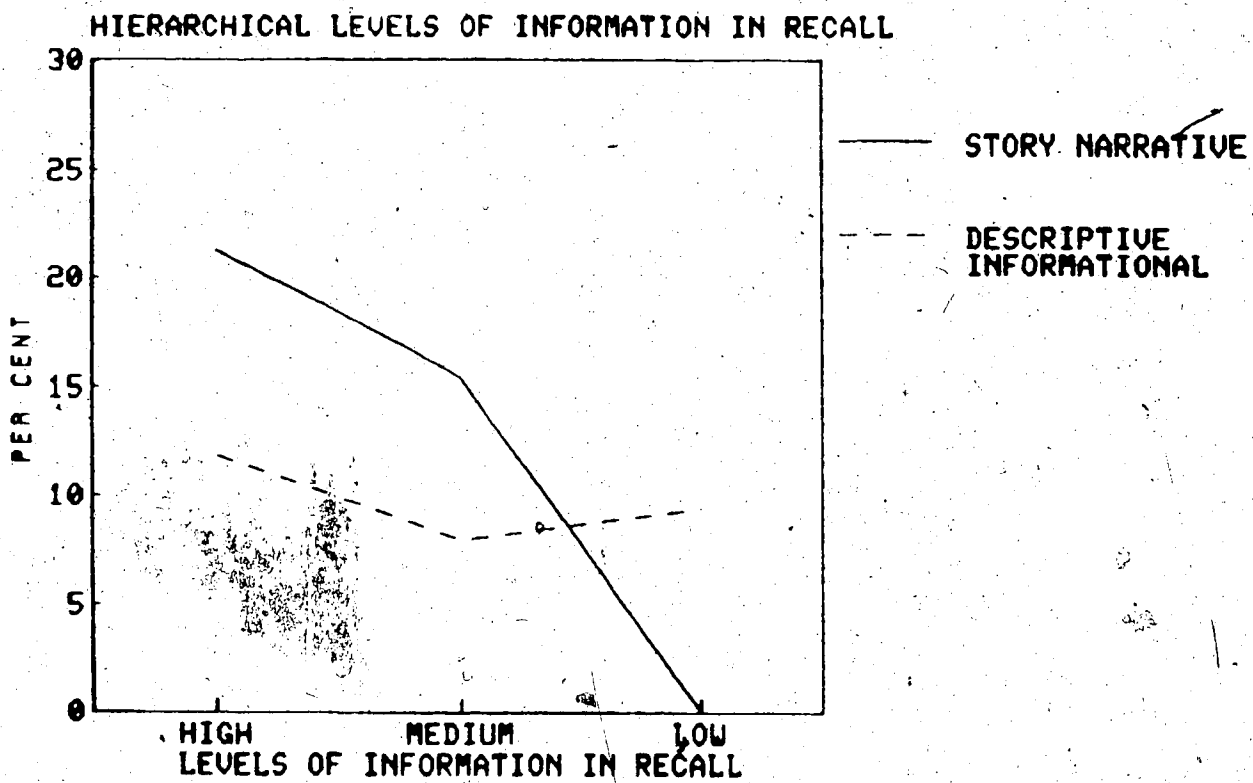 HIERARCHICAL LEVELS OF INFORMATION IN RECALL
30
25
20
15
10
5
0
PER CENT
HIGH MEDIUM LOW
LEVELS OF INFORMATION IN RECALL
STORY NARRATIVE
DESCRIPTIVE
INFORMATIONAL